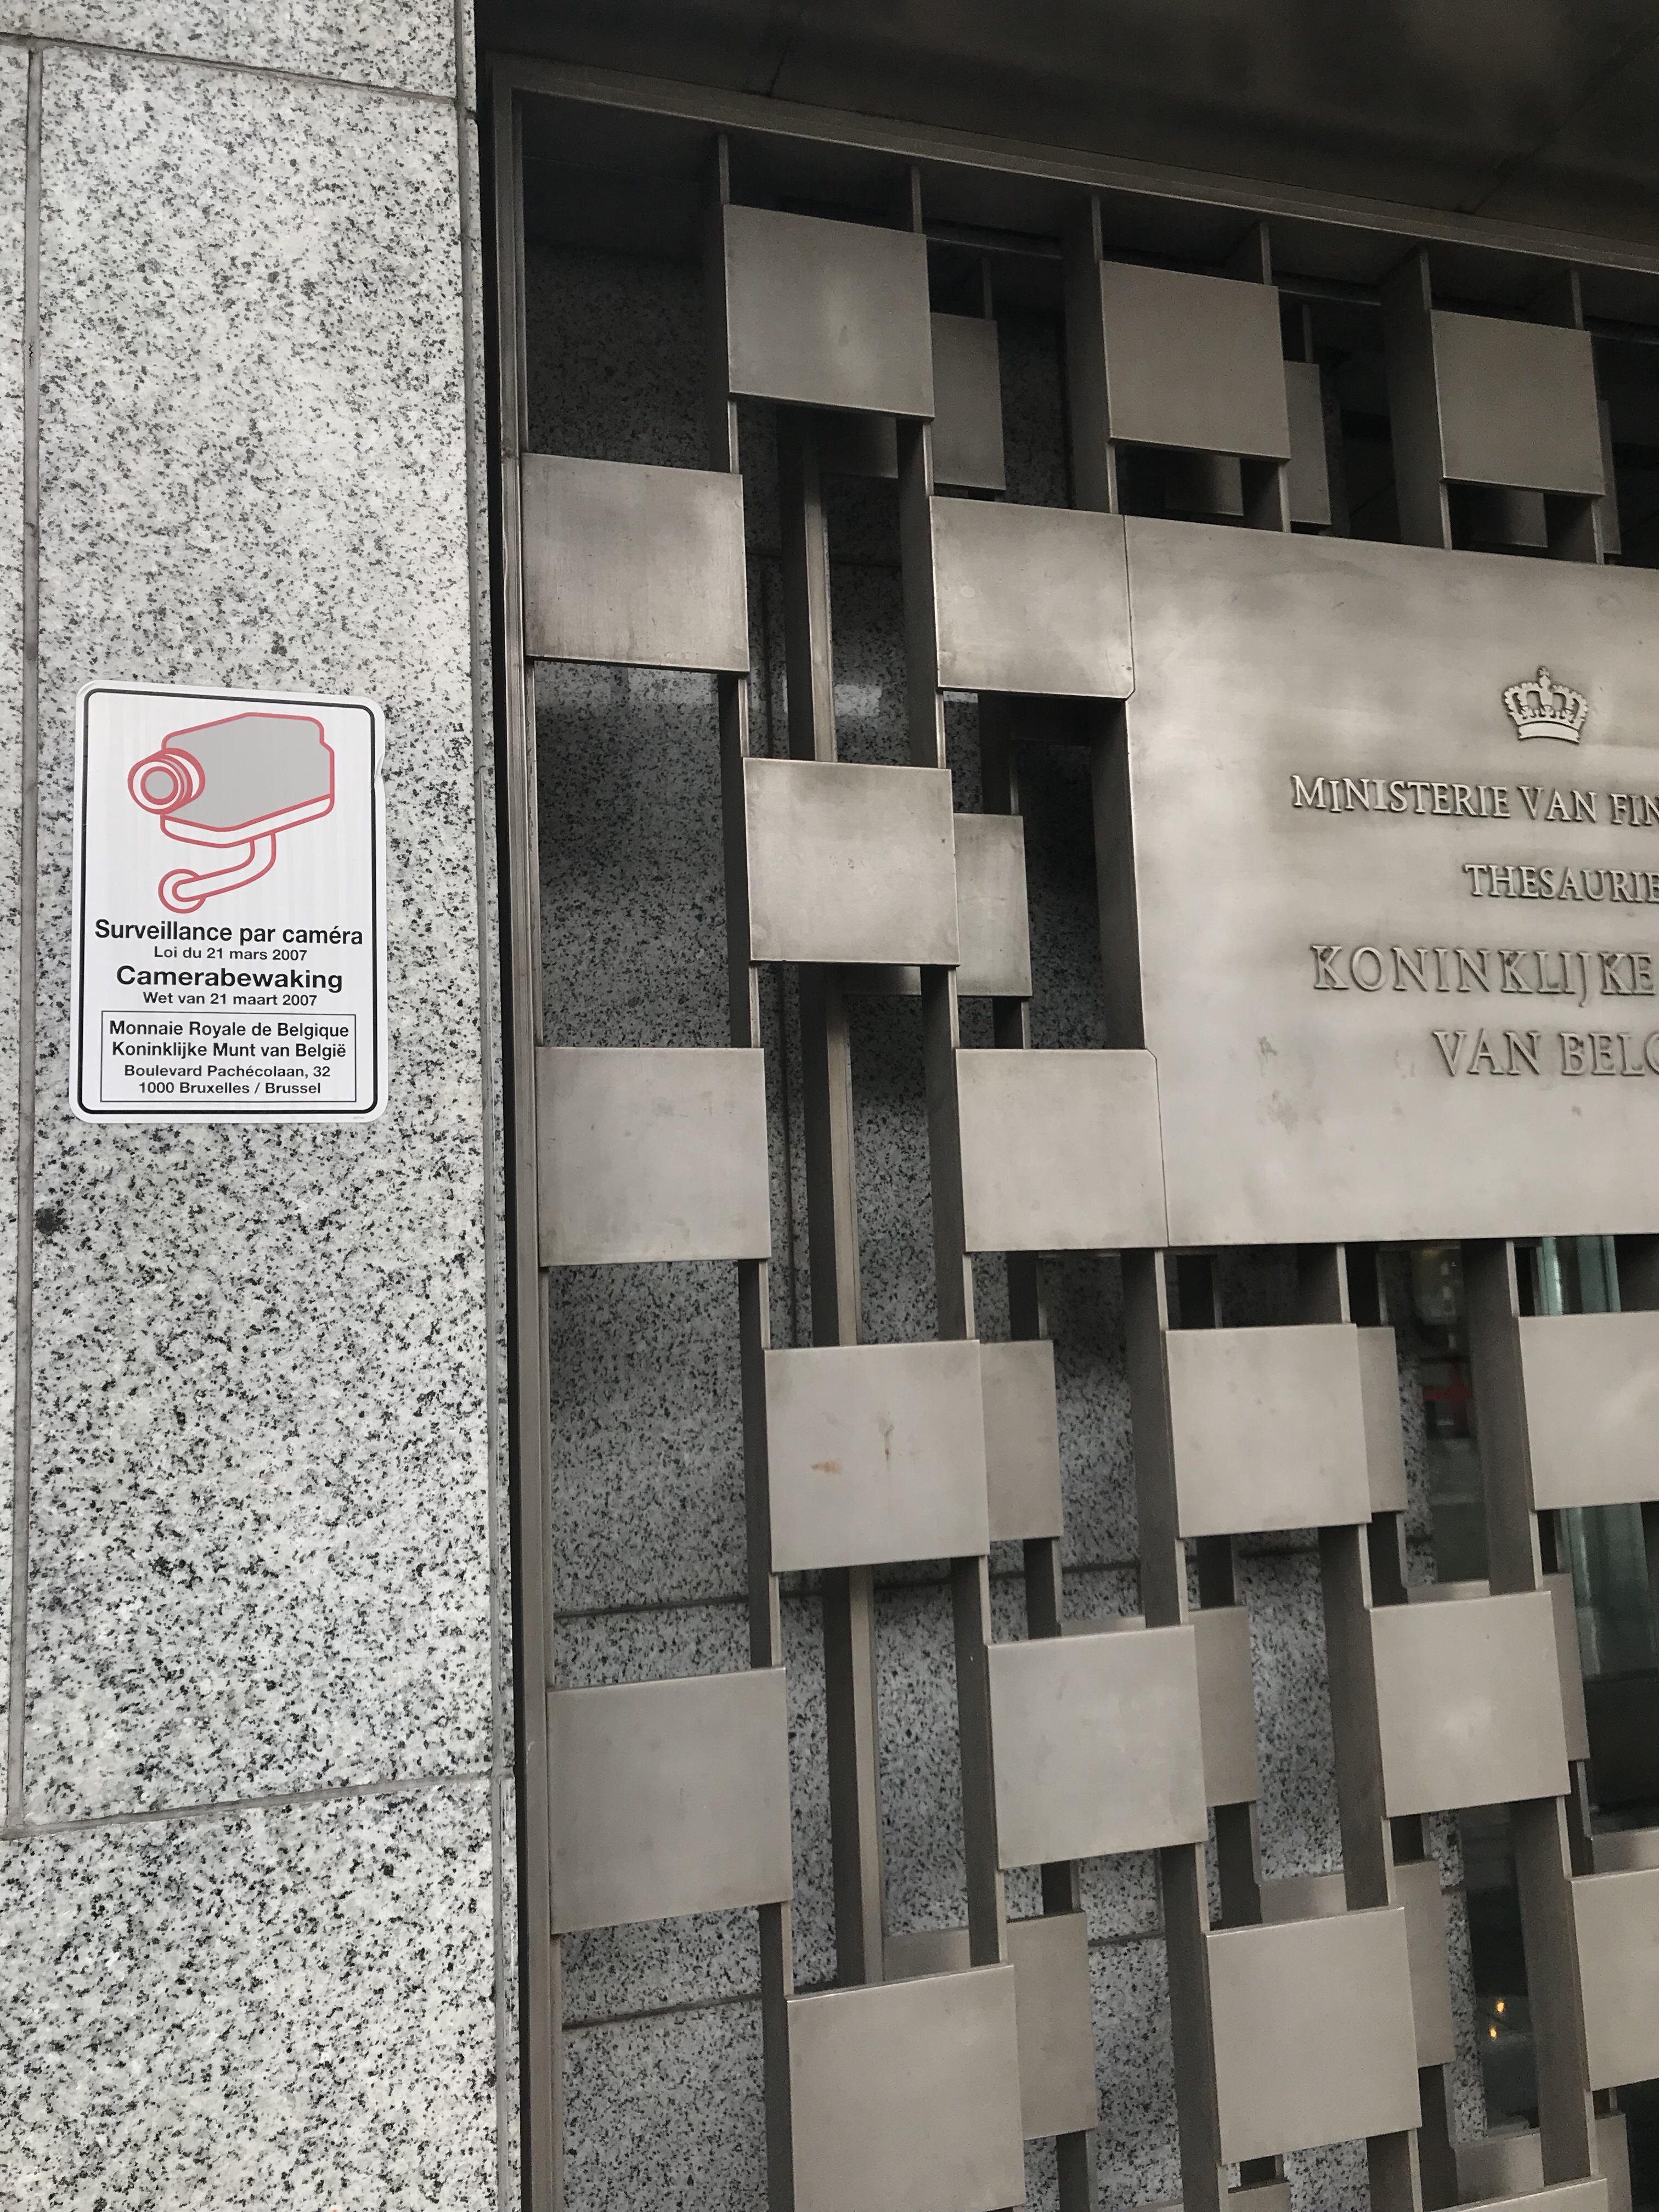 Surveillance par caméra
Loi du 21 mars 2007
Camerabewaking
Wet van 21 maart 2007
Monnaie Royale de Belgique
Koninklijke Munt van België
Boulevard Pachécolaan, 32
1000 Bruxelles / Brussel
MINISTERIE VAN FIN
THESAURIE
KONINKLIJKE
VAN BELG